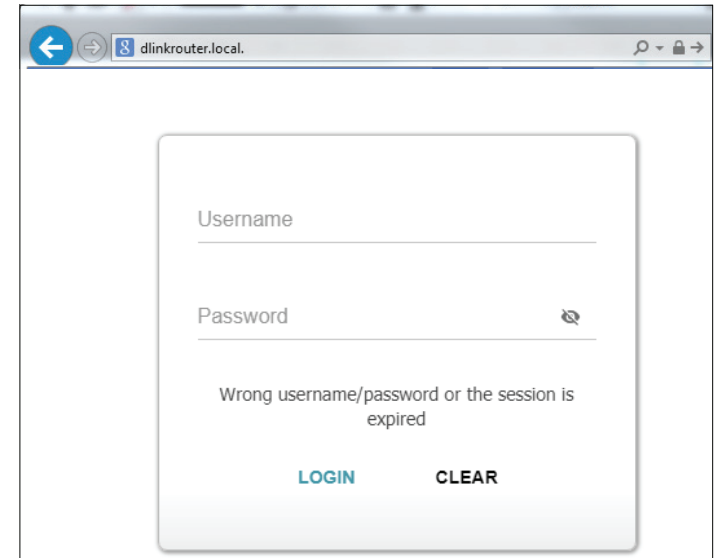 dlinkrouter.local.
Username
Password
Wrong username/password or the session is
expired
LOGIN CLEAR